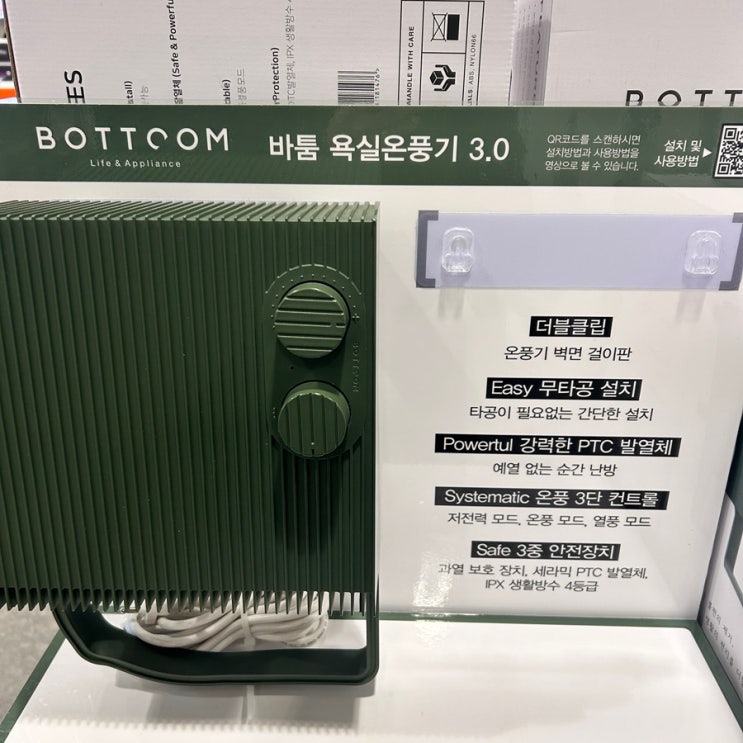 HANDLE WITH CARE
BOTTOOM
Life & Appliance
바툼 욕실온풍기 3.0
QR코드를 스캔하시면
설치방법과 사용방법을
영상으로 볼 수 있습니다.
설치 및
사용방법
더블클립
온풍기 벽면 걸이판
Easy 무타공 설치
타공이 필요없는 간단한 설치
Powertul 강력한 PTC 발열체
예열 없는 순간 난방
Systematic 온풍 3단 컨트롤
저전력 모드, 온풍 모드, 열풍 모드
Safe 3중 안전장치
과열 보호 장치, 세라믹 PTC 발열체,
IPX 생활방수 4등급